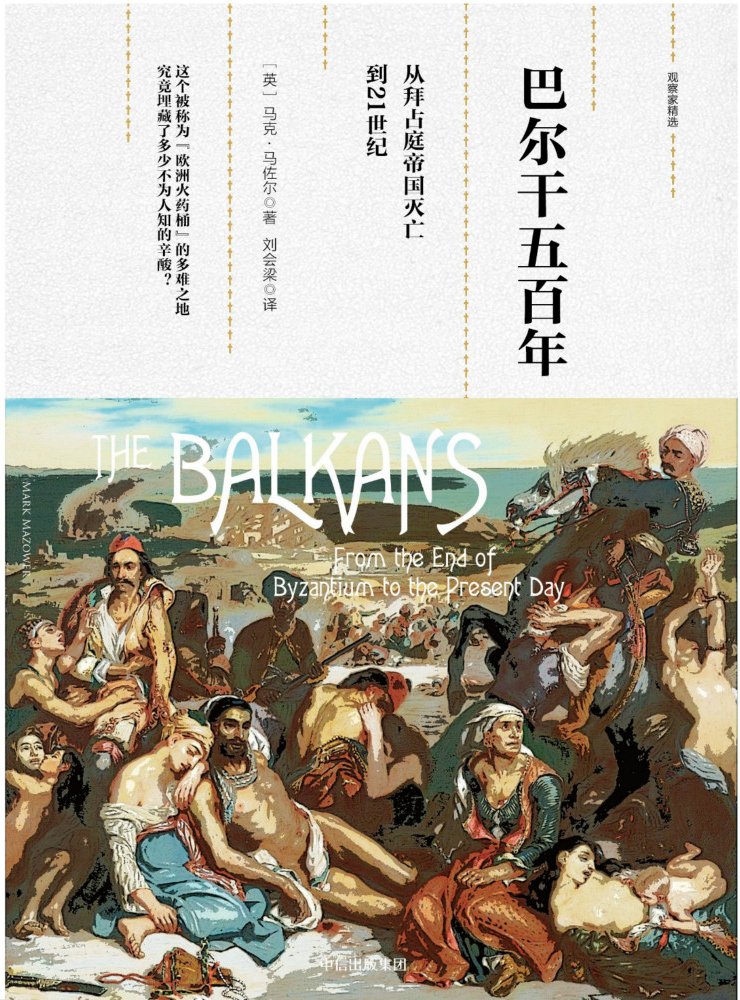 观察家精选
巴尔干五百年
从拜占庭帝国灭亡
到21世纪
［英］马克·马佐尔◎著 刘会梁◎译
这个被称为『欧洲火药桶』的多难之地
究竟埋藏了多少不为人知的辛酸？
THE BALKANS
MARK MAZOWER
From the End of
Byzantium to the Present Day
中信出版集团